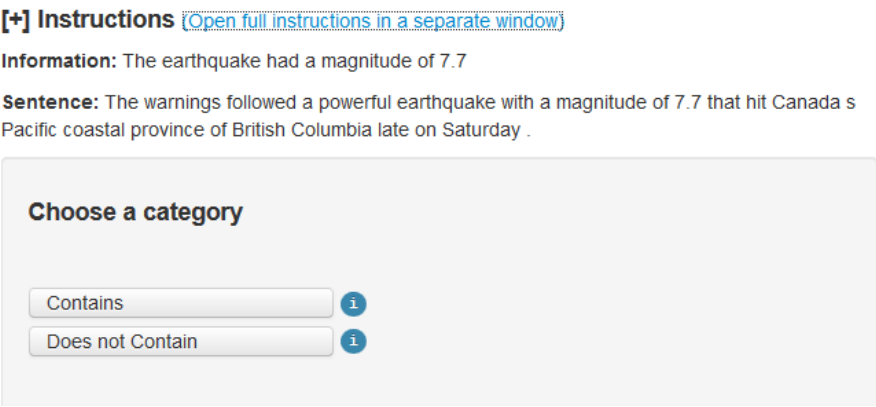 [+] Instructions (Open full instructions in a separate window)
Information: The earthquake had a magnitude of 7.7
Sentence: The warnings followed a powerful earthquake with a magnitude of 7.7 that hit Canada s
Pacific coastal province of British Columbia late on Saturday .
Choose a category
Contains i
Does not Contain i